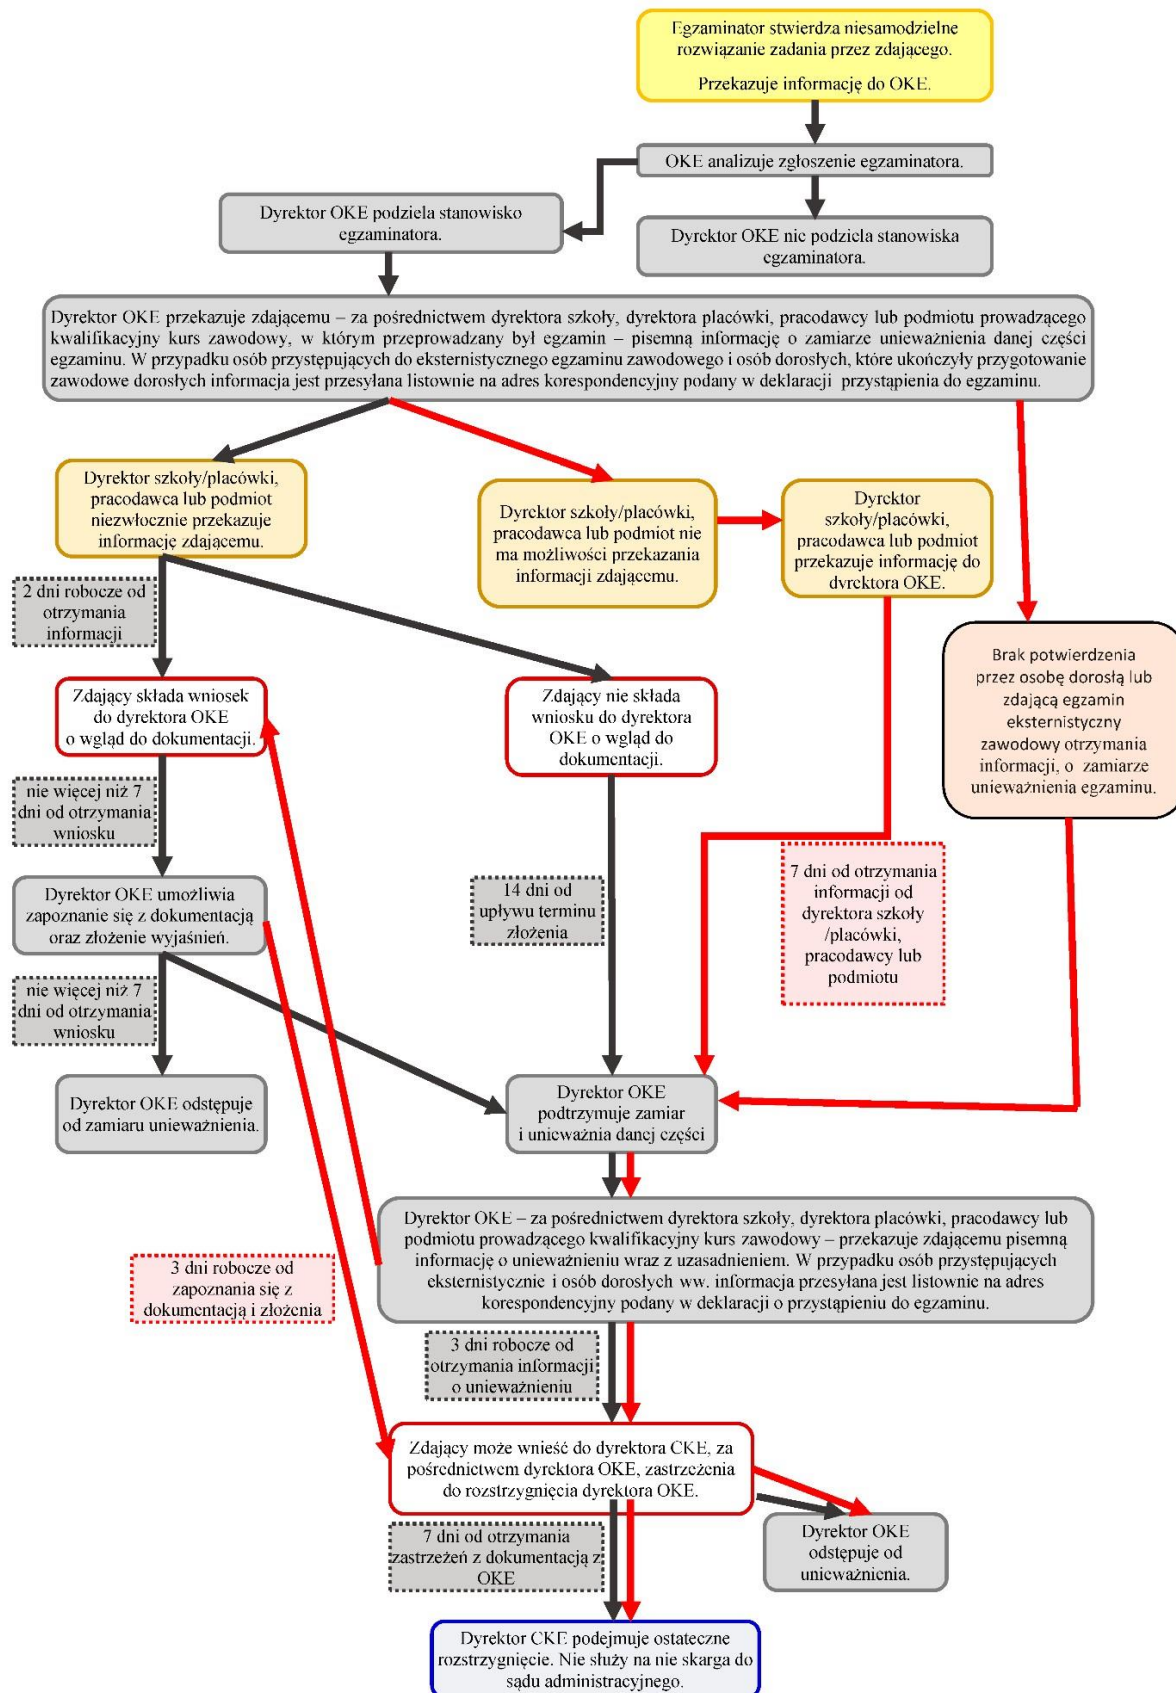 Egzaminator stwierdza niesamodzielne
rozwiązanie zadania przez zdającego.
Przekazuje informację do OKE.
OKE analizuje zgłoszenie egzaminatora.
Dyrektor OKE podziela stanowisko
egzaminatora.
Dyrektor OKE nie podziela stanowiska
egzaminatora.
Dyrektor OKE przekazuje zdającemu – za pośrednictwem dyrektora szkoły, dyrektora placówki, pracodawcy lub podmiotu prowadzącego
kwalifikacyjny kurs zawodowy, w którym przeprowadzany był egzamin – pisemną informację o zamiarze unieważnienia danej części
egzaminu. W przypadku osób przystępujących do eksternistycznego egzaminu zawodowego i osób dorosłych, które ukończyły przygotowanie
zawodowe dorosłych informacja jest przesyłana listownie na adres korespondencyjny podany w deklaracji przystąpienia do egzaminu.
Dyrektor szkoły/placówki,
pracodawca lub podmiot
niezwłocznie przekazuje
informację zdającemu.
Dyrektor szkoły/placówki,
pracodawca lub podmiot nie
ma możliwości przekazania
informacji zdającemu.
Dyrektor
szkoły/placówki,
pracodawca lub podmiot
przekazuje informację do
dyrektora OKE.
2 dni robocze od
otrzymania
informacji
Brak potwierdzenia
przez osobę dorosłą lub
zdającą egzamin
eksternistyczny
zawodowy otrzymania
informacji, o zamiarze
unieważnienia egzaminu.
Zdający składa wniosek
do dyrektora OKE
o wgląd do dokumentacji.
Zdający nie składa
wniosku do dyrektora
OKE o wgląd do
dokumentacji.
nie więcej niż 7
dni od otrzymania
wniosku
Dyrektor OKE umożliwia
zapoznanie się z dokumentacją
oraz złożenie wyjaśnień.
14 dni od
upływu terminu
złożenia
7 dni od otrzymania
informacji od
dyrektora szkoły
/placówki,
pracodawcy lub
podmiotu
nie więcej niż 7
dni od otrzymania
wniosku
Dyrektor OKE odstępuje
od zamiaru unieważnienia.
Dyrektor OKE
podtrzymuje zamiar
i unieważnia danej części
Dyrektor OKE – za pośrednictwem dyrektora szkoły, dyrektora placówki, pracodawcy lub
podmiotu prowadzącego kwalifikacyjny kurs zawodowy – przekazuje zdającemu pisemną
informację o unieważnieniu wraz z uzasadnieniem. W przypadku osób przystępujących
eksternistycznie i osób dorosłych ww. informacja przesyłana jest listownie na adres
korespondencyjny podany w deklaracji o przystąpieniu do egzaminu.
3 dni robocze od
zapoznania się z
dokumentacją i złożenia
3 dni robocze od
otrzymania informacji
o unieważnieniu
Zdający może wnieść do dyrektora CKE, za
pośrednictwem dyrektora OKE, zastrzeżenia
do rozstrzygnięcia dyrektora OKE.
7 dni od otrzymania
zastrzeżeń z dokumentacją z
OKE
Dyrektor OKE
odstępuje od
unieważnienia.
Dyrektor CKE podejmuje ostateczne
rozstrzygnięcie. Nie służy na nie skarga do
sądu administracyjnego.